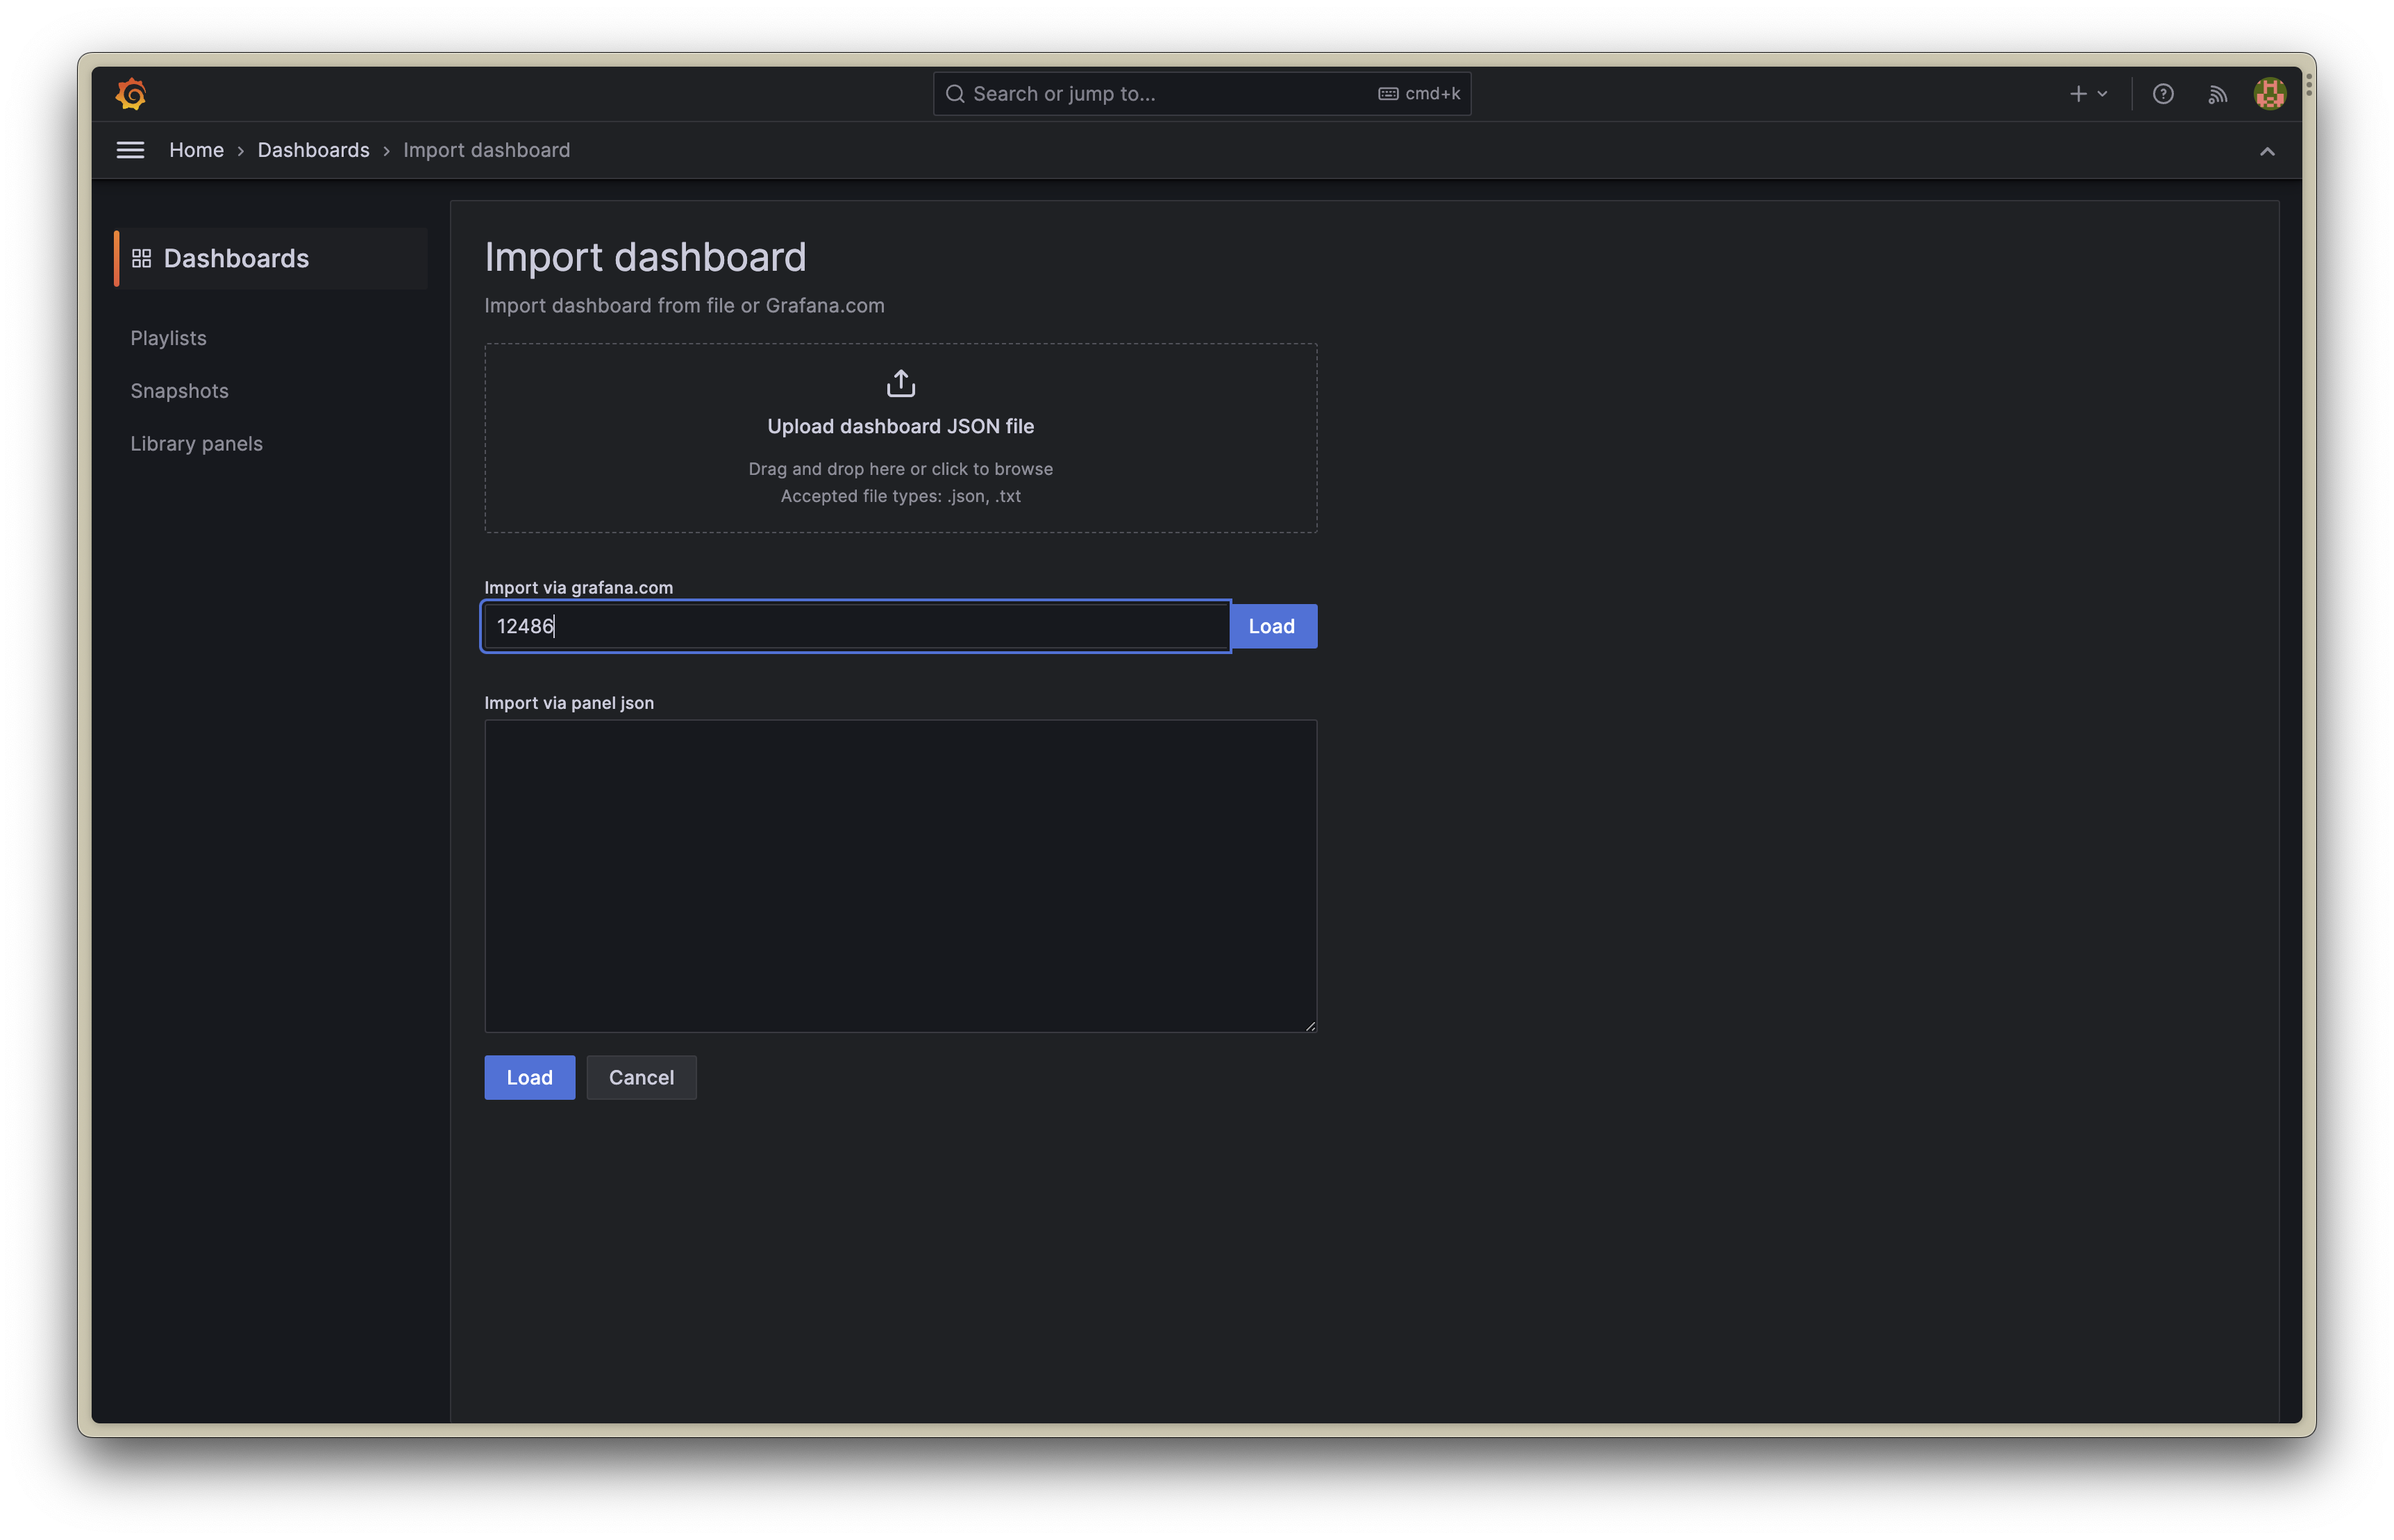 Search or jump to...
cmd+k
Home › Dashboards › Import dashboard
Dashboards
Playlists
Snapshots
Library panels
Import dashboard
Import dashboard from file or Grafana.com
Upload dashboard JSON file
Drag and drop here or click to browse
Accepted file types: .json, .txt
Import via grafana.com
12486
Load
Import via panel json
Load
Cancel